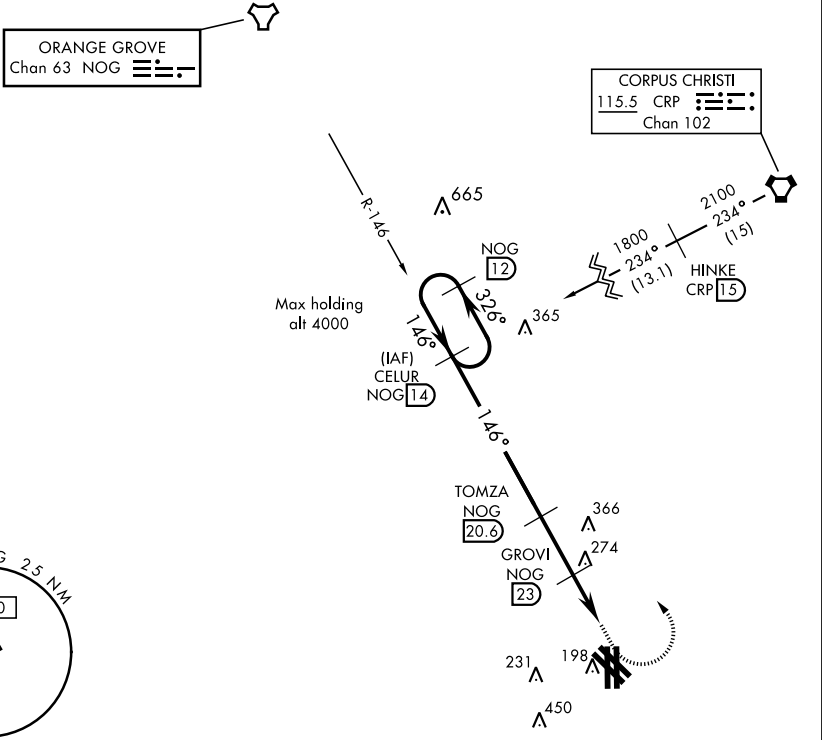 ORANGE GROVE
Chan 63 NOG
CORPUS CHRISTI
115.5 CRP
Chan 102
2100
234°
(15)
1800
234°
(13.1)
HINKE
CRP 15
R-146
665
NOG
12
326°
365
Max holding
alt 4000
146°
(IAF)
CELUR
NOG 14
146°
TOMZA
NOG
20.6
366
GROVI
NOG
23
274
25 NM
231
198
450